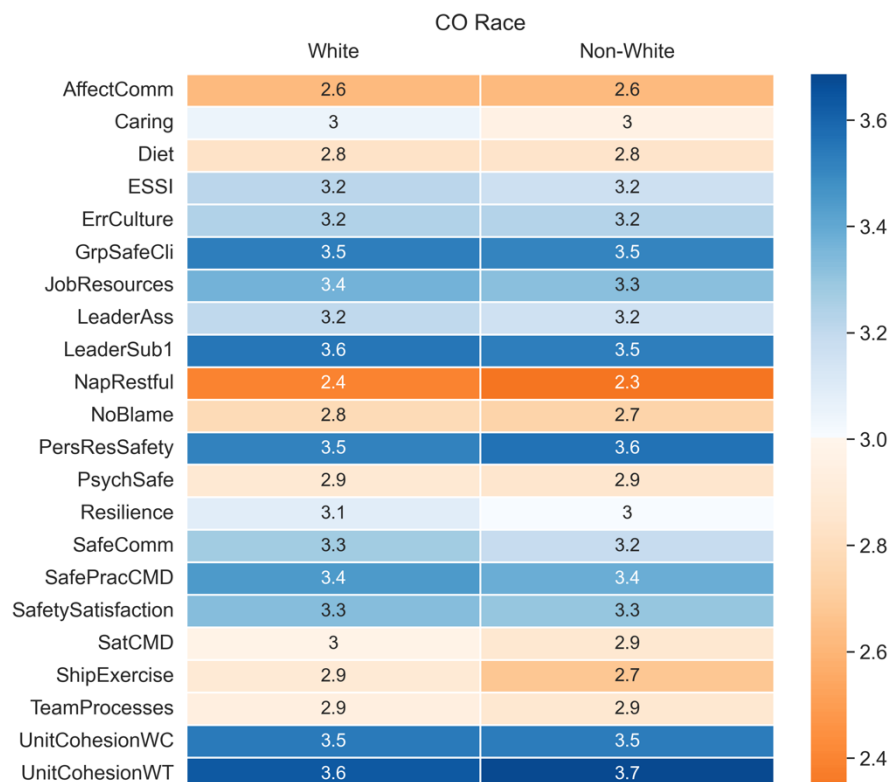 CO Race
White Non-White
AffectComm 2.6 2.6
Caring 3 3
Diet 2.8 2.8
ESSI 3.2 3.2
ErrCulture 3.2 3.2
GrpSafeCli 3.5 3.5
JobResources 3.4 3.3
LeaderAss 3.2 3.2
LeaderSub1 3.6 3.5
NapRestful 2.4 2.3
NoBlame 2.8 2.7
PersResSafety 3.5 3.6
PsychSafe 2.9 2.9
Resilience 3.1 3
SafeComm 3.3 3.2
SafePracCMD 3.4 3.4
SafetySatisfaction 3.3 3.3
SatCMD 3 2.9
ShipExercise 2.9 2.7
TeamProcesses 2.9 2.9
UnitCohesionWC 3.5 3.5
UnitCohesionWT 3.6 3.7
3.6
3.4
3.2
3.0
2.8
2.6
2.4